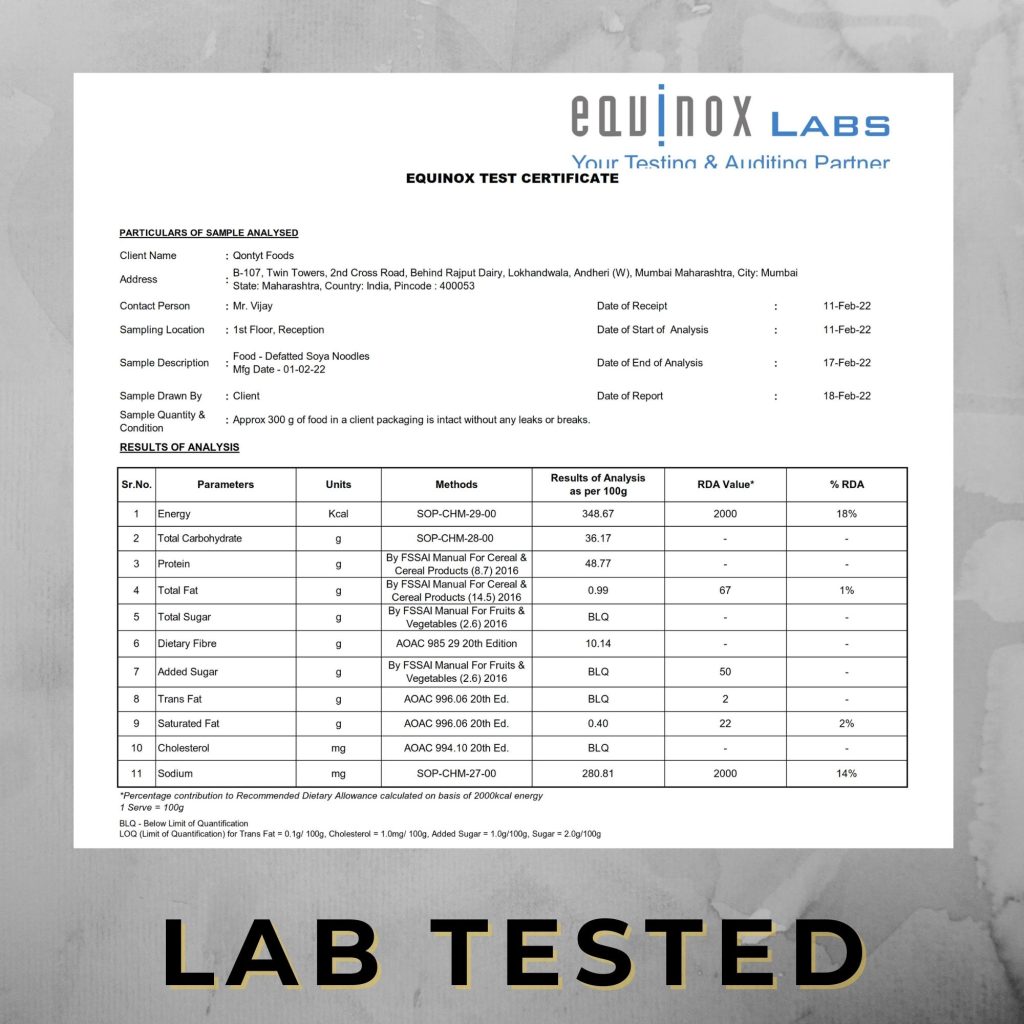 equinox LABS
Your Testing & Auditing Partner
EQUINOX TEST CERTIFICATE
PARTICULARS OF SAMPLE ANALYSED
Client Name : Qontyt Foods
Address : B-107, Twin Towers, 2nd Cross Road, Behind Rajput Dairy, Lokhandwala, Andheri (W), Mumbai Maharashtra, City: Mumbai
State: Maharashtra, Country: India, Pincode : 400053
Contact Person : Mr. Vijay Date of Receipt : 11-Feb-22
Sampling Location : 1st Floor, Reception Date of Start of Analysis : 11-Feb-22
Sample Description : Food - Defatted Soya Noodles
Mfg Date - 01-02-22 Date of End of Analysis : 17-Feb-22
Sample Drawn By : Client Date of Report : 18-Feb-22
Sample Quantity &
Condition : Approx 300 g of food in a client packaging is intact without any leaks or breaks.
RESULTS OF ANALYSIS
Sr.No. Parameters Units Methods Results of Analysis
as per 100g RDA Value* % RDA
1 Energy Kcal SOP-CHM-29-00 348.67 2000 18%
2 Total Carbohydrate g SOP-CHM-28-00 36.17 - -
3 Protein g By FSSAI Manual For Cereal &
Cereal Products (8.7) 2016 48.77 - -
4 Total Fat g By FSSAI Manual For Cereal &
Cereal Products (14.5) 2016 0.99 67 1%
5 Total Sugar g By FSSAI Manual For Fruits &
Vegetables (2.6) 2016 BLQ - -
6 Dietary Fibre g AOAC 985 29 20th Edition 10.14 - -
7 Added Sugar g By FSSAI Manual For Fruits &
Vegetables (2.6) 2016 BLQ 50 -
8 Trans Fat g AOAC 996.06 20th Ed. BLQ 2 -
9 Saturated Fat g AOAC 996.06 20th Ed. 0.40 22 2%
10 Cholesterol mg AOAC 994.10 20th Ed. BLQ - -
11 Sodium mg SOP-CHM-27-00 280.81 2000 14%
*Percentage contribution to Recommended Dietary Allowance calculated on basis of 2000kcal energy
1 Serve = 100g
BLQ - Below Limit of Quantification
LOQ (Limit of Quantification) for Trans Fat = 0.1g/ 100g, Cholesterol = 1.0mg/ 100g, Added Sugar = 1.0g/100g, Sugar = 2.0g/100g
LAB TESTED